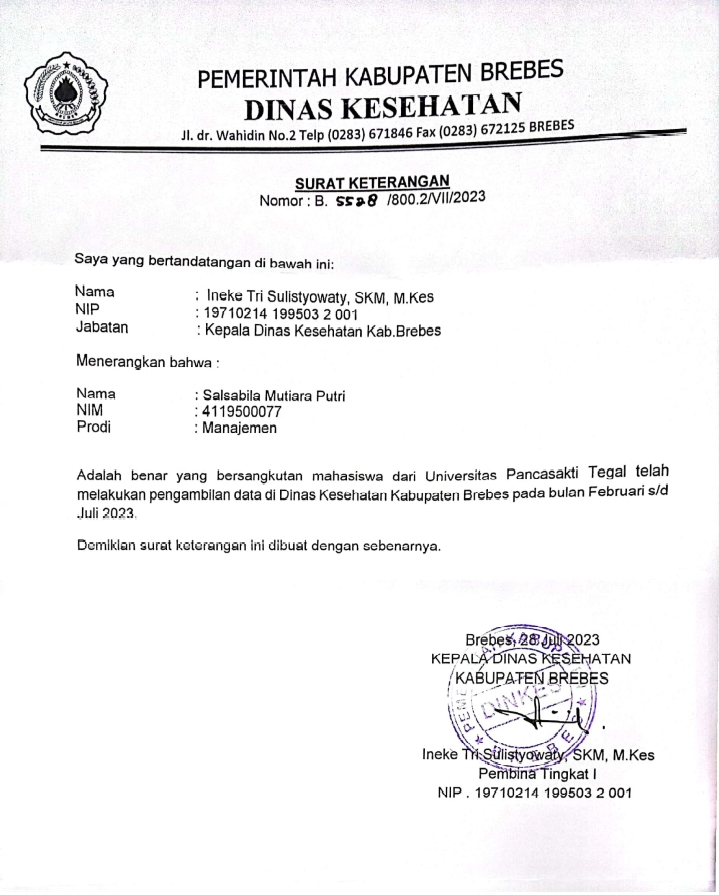 PEMERINTAH KABUPATEN BREBES
DINAS KESEHATAN
Jl. dr. Wahidin No.2 Telp (0283) 671846 Fax (0283) 672125 BREBES
SURAT KETERANGAN
Nomor : B. 5528 /800.2/VII/2023
Saya yang bertandatangan di bawah ini:
Nama : Ineke Tri Sulistyowaty, SKM, M.Kes
NIP : 19710214 199503 2 001
Jabatan : Kepala Dinas Kesehatan Kab.Brebes
Menerangkan bahwa :
Nama : Salsabila Mutiara Putri
NIM : 4119500077
Prodi : Manajemen
Adalah benar yang bersangkutan mahasiswa dari Universitas Pancasakti Tegal telah
melakukan pengambilan data di Dinas Kesehatan Kabupaten Brebes pada bulan Februari s/d
Juli 2023.
Demikian surat keterangan ini dibuat dengan sebenarnya.
Brebes, 28 Juli 2023
KEPALA DINAS KESEHATAN
KABUPATEN BREBES
DINKES
Ineke Tri Sulistyowaty, SKM, M.Kes
Pembina Tingkat I
NIP . 19710214 199503 2 001